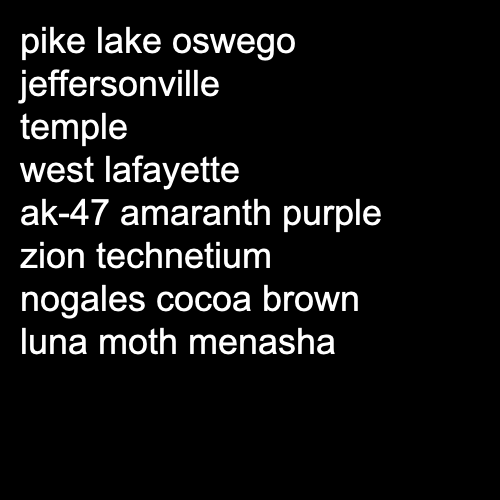 pike lake oswego
jeffersonville
temple
west lafayette
ak-47 amaranth purple
zion technetium
nogales cocoa brown
luna moth menasha